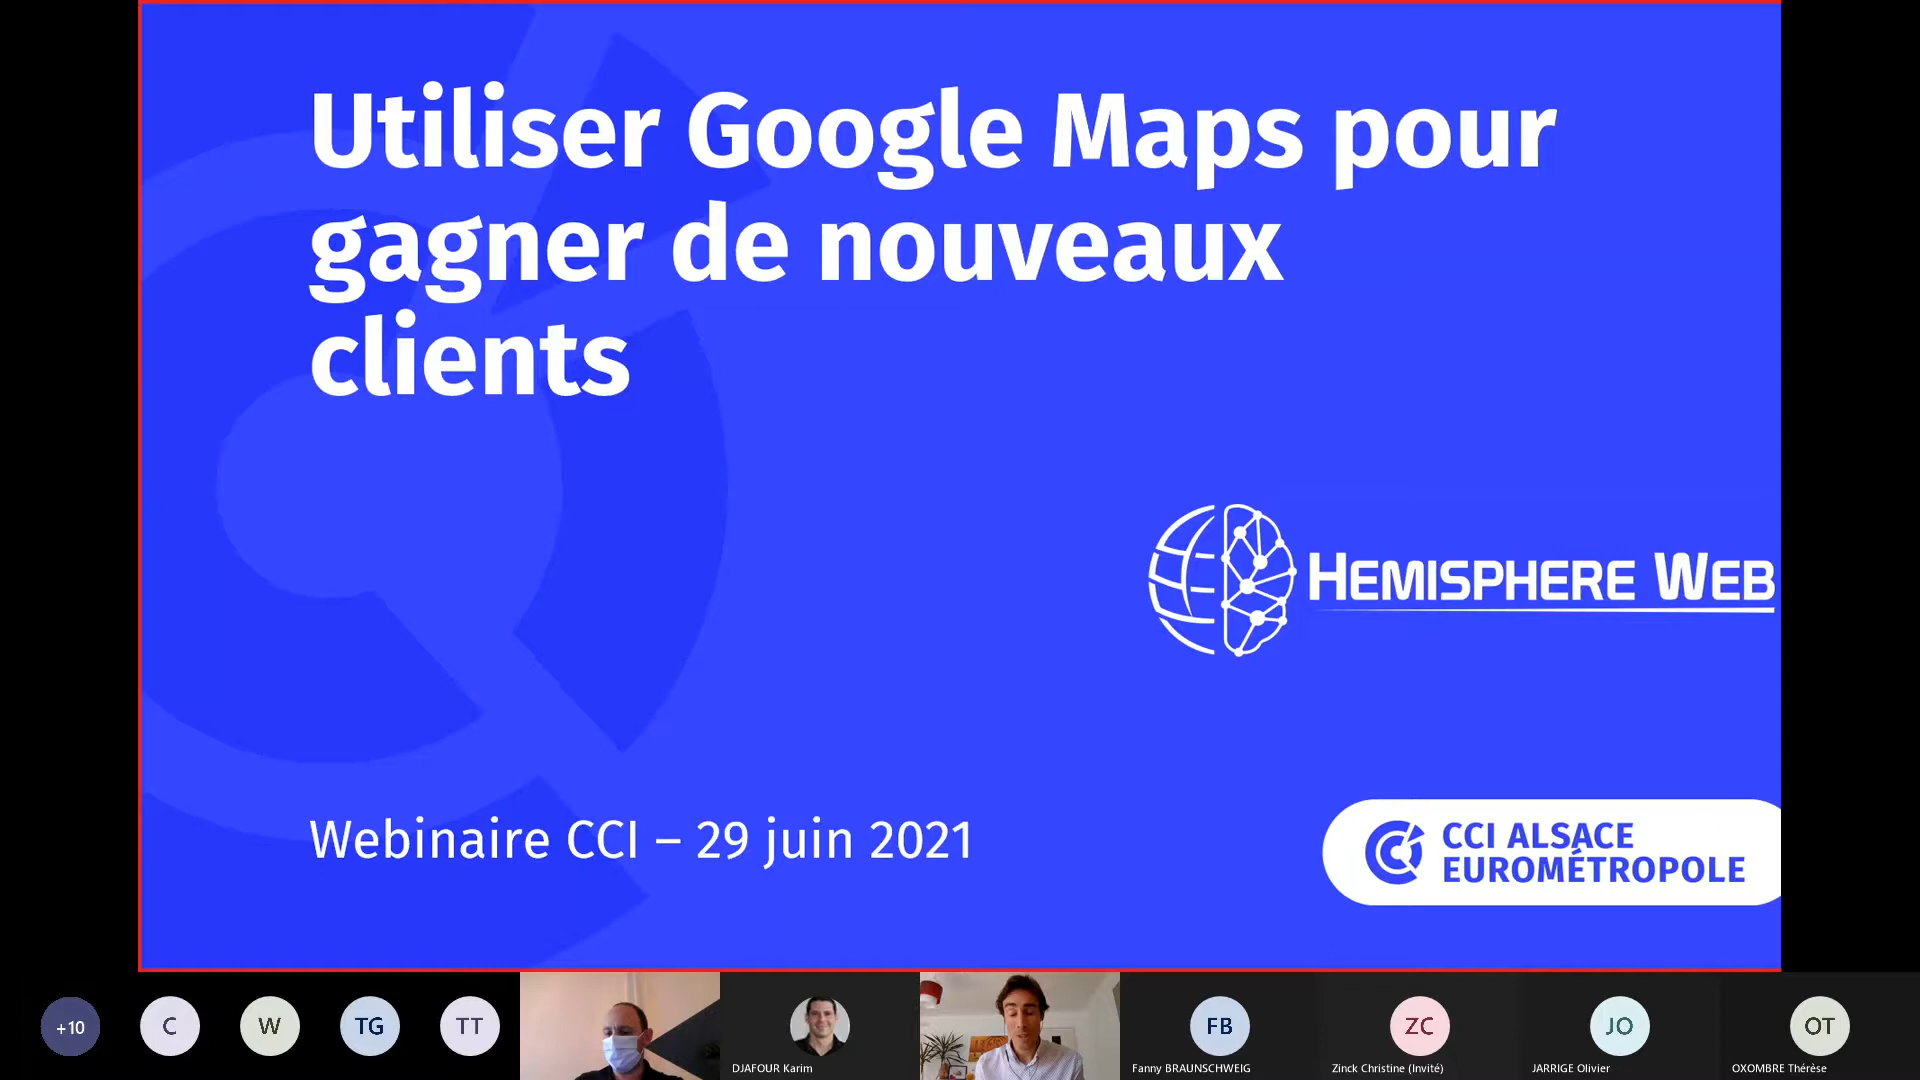 Utiliser Google Maps pour
gagner de nouveaux
clients
HEMISPHERE WEB
Webinaire CCI – 29 juin 2021
CCI ALSACE
EUROMÉTROPOLE
+10
C
W
TG
TT
DJAFOUR Karim
FB
Fanny BRAUNSCHWEIG
ZC
Zinck Christine (Invité)
JO
JARRIGE Olivier
OT
OXOMBRE Thérèse